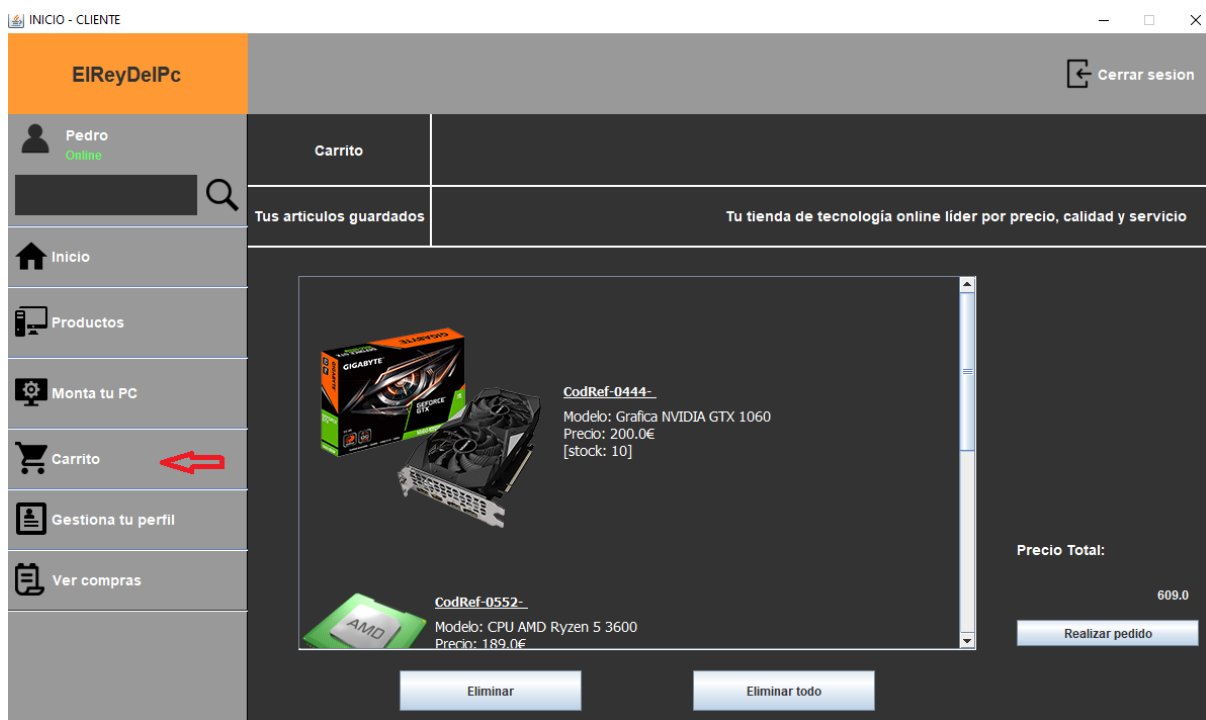 INICIO - CLIENTE
ElReyDelPc
Cerrar sesion
Pedro
Online
Carrito
Tus articulos guardados
Tu tienda de tecnología online líder por precio, calidad y servicio
Inicio
Productos
Monta tu PC
Carrito
Gestiona tu perfil
Ver compras
GIGABYTE
GIGABYTE
GEFORCE
GTX
CodRef-0444-
Modelo: Grafica NVIDIA GTX 1060
Precio: 200.0€
[stock: 10]
AMD
CodRef-0552-
Modelo: CPU AMD Ryzen 5 3600
Precio: 189.0€
Precio Total:
609.0
Realizar pedido
Eliminar
Eliminar todo